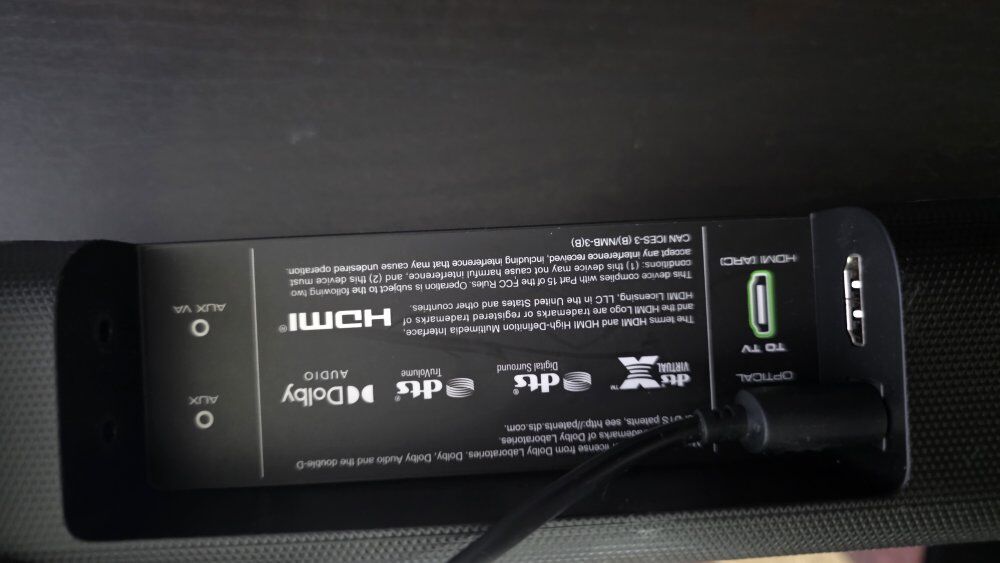 OPTICAL
TO TV
HDMI (ARC)
license from Dolby Laboratories. Dolby, Dolby Audio and the double-D
trademarks of Dolby Laboratories.
DTS patents, see http://patents.dts.com.
dts VIRTUAL X™
dts® Digital Surround
dts® TruVolume
Dolby AUDIO
The terms HDMI and HDMI High-Definition Multimedia Interface,
and the HDMI Logo are trademarks or registered trademarks of
HDMI Licensing, LLC in the United States and other countries.
HDMI®
This device complies with Part 15 of the FCC Rules. Operation is subject to the following two
conditions: (1) this device may not cause harmful interference, and (2) this device must
accept any interference received, including interference that may cause undesired operation.
CAN ICES-3 (B)/NMB-3(B)
AUX
AUX VA